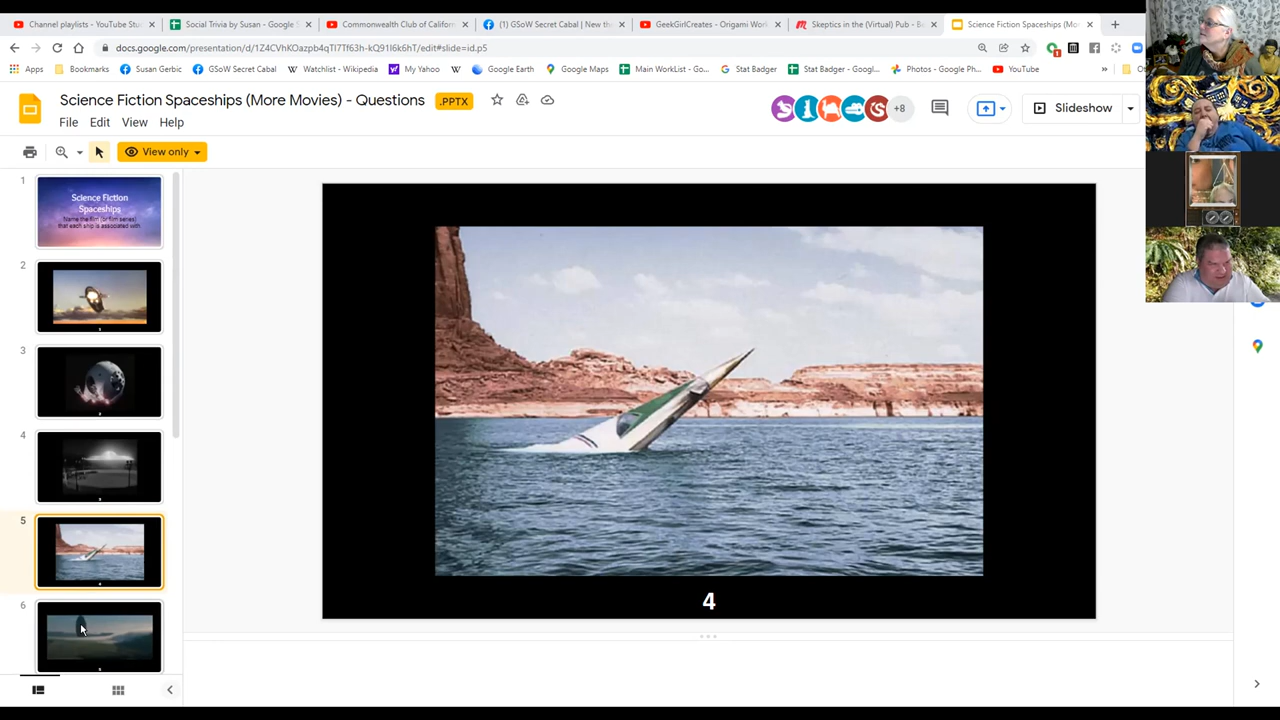 Channel playlists - YouTube Stu
Social Trivia by Susan - Google S
Commonwealth Club of Californ
(1) GSoW Secret Cabal | New the
GeekGirlCreates - Origami Work
Skeptics in the (Virtual) Pub - Be
Science Fiction Spaceships (Mo
docs.google.com/presentation/d/1Z4CVhKOazpb4qTI7Tf63h-kQ91I6k6hT/edit#slide=id.p5
Apps
Bookmarks
Susan Gerbic
GSoW Secret Cabal
Watchlist - Wikipedia
My Yahoo
Google Earth
Google Maps
Main WorkList - Go...
Stat Badger
Stat Badger - Googl...
Photos - Google Ph...
YouTube
Science Fiction Spaceships (More Movies) - Questions
.PPTX
+8
Slideshow
File Edit View Help
View only
1
Science Fiction
Spaceships
Name the film (or film series)
that each ship is associated with
2
3
4
5
6
4